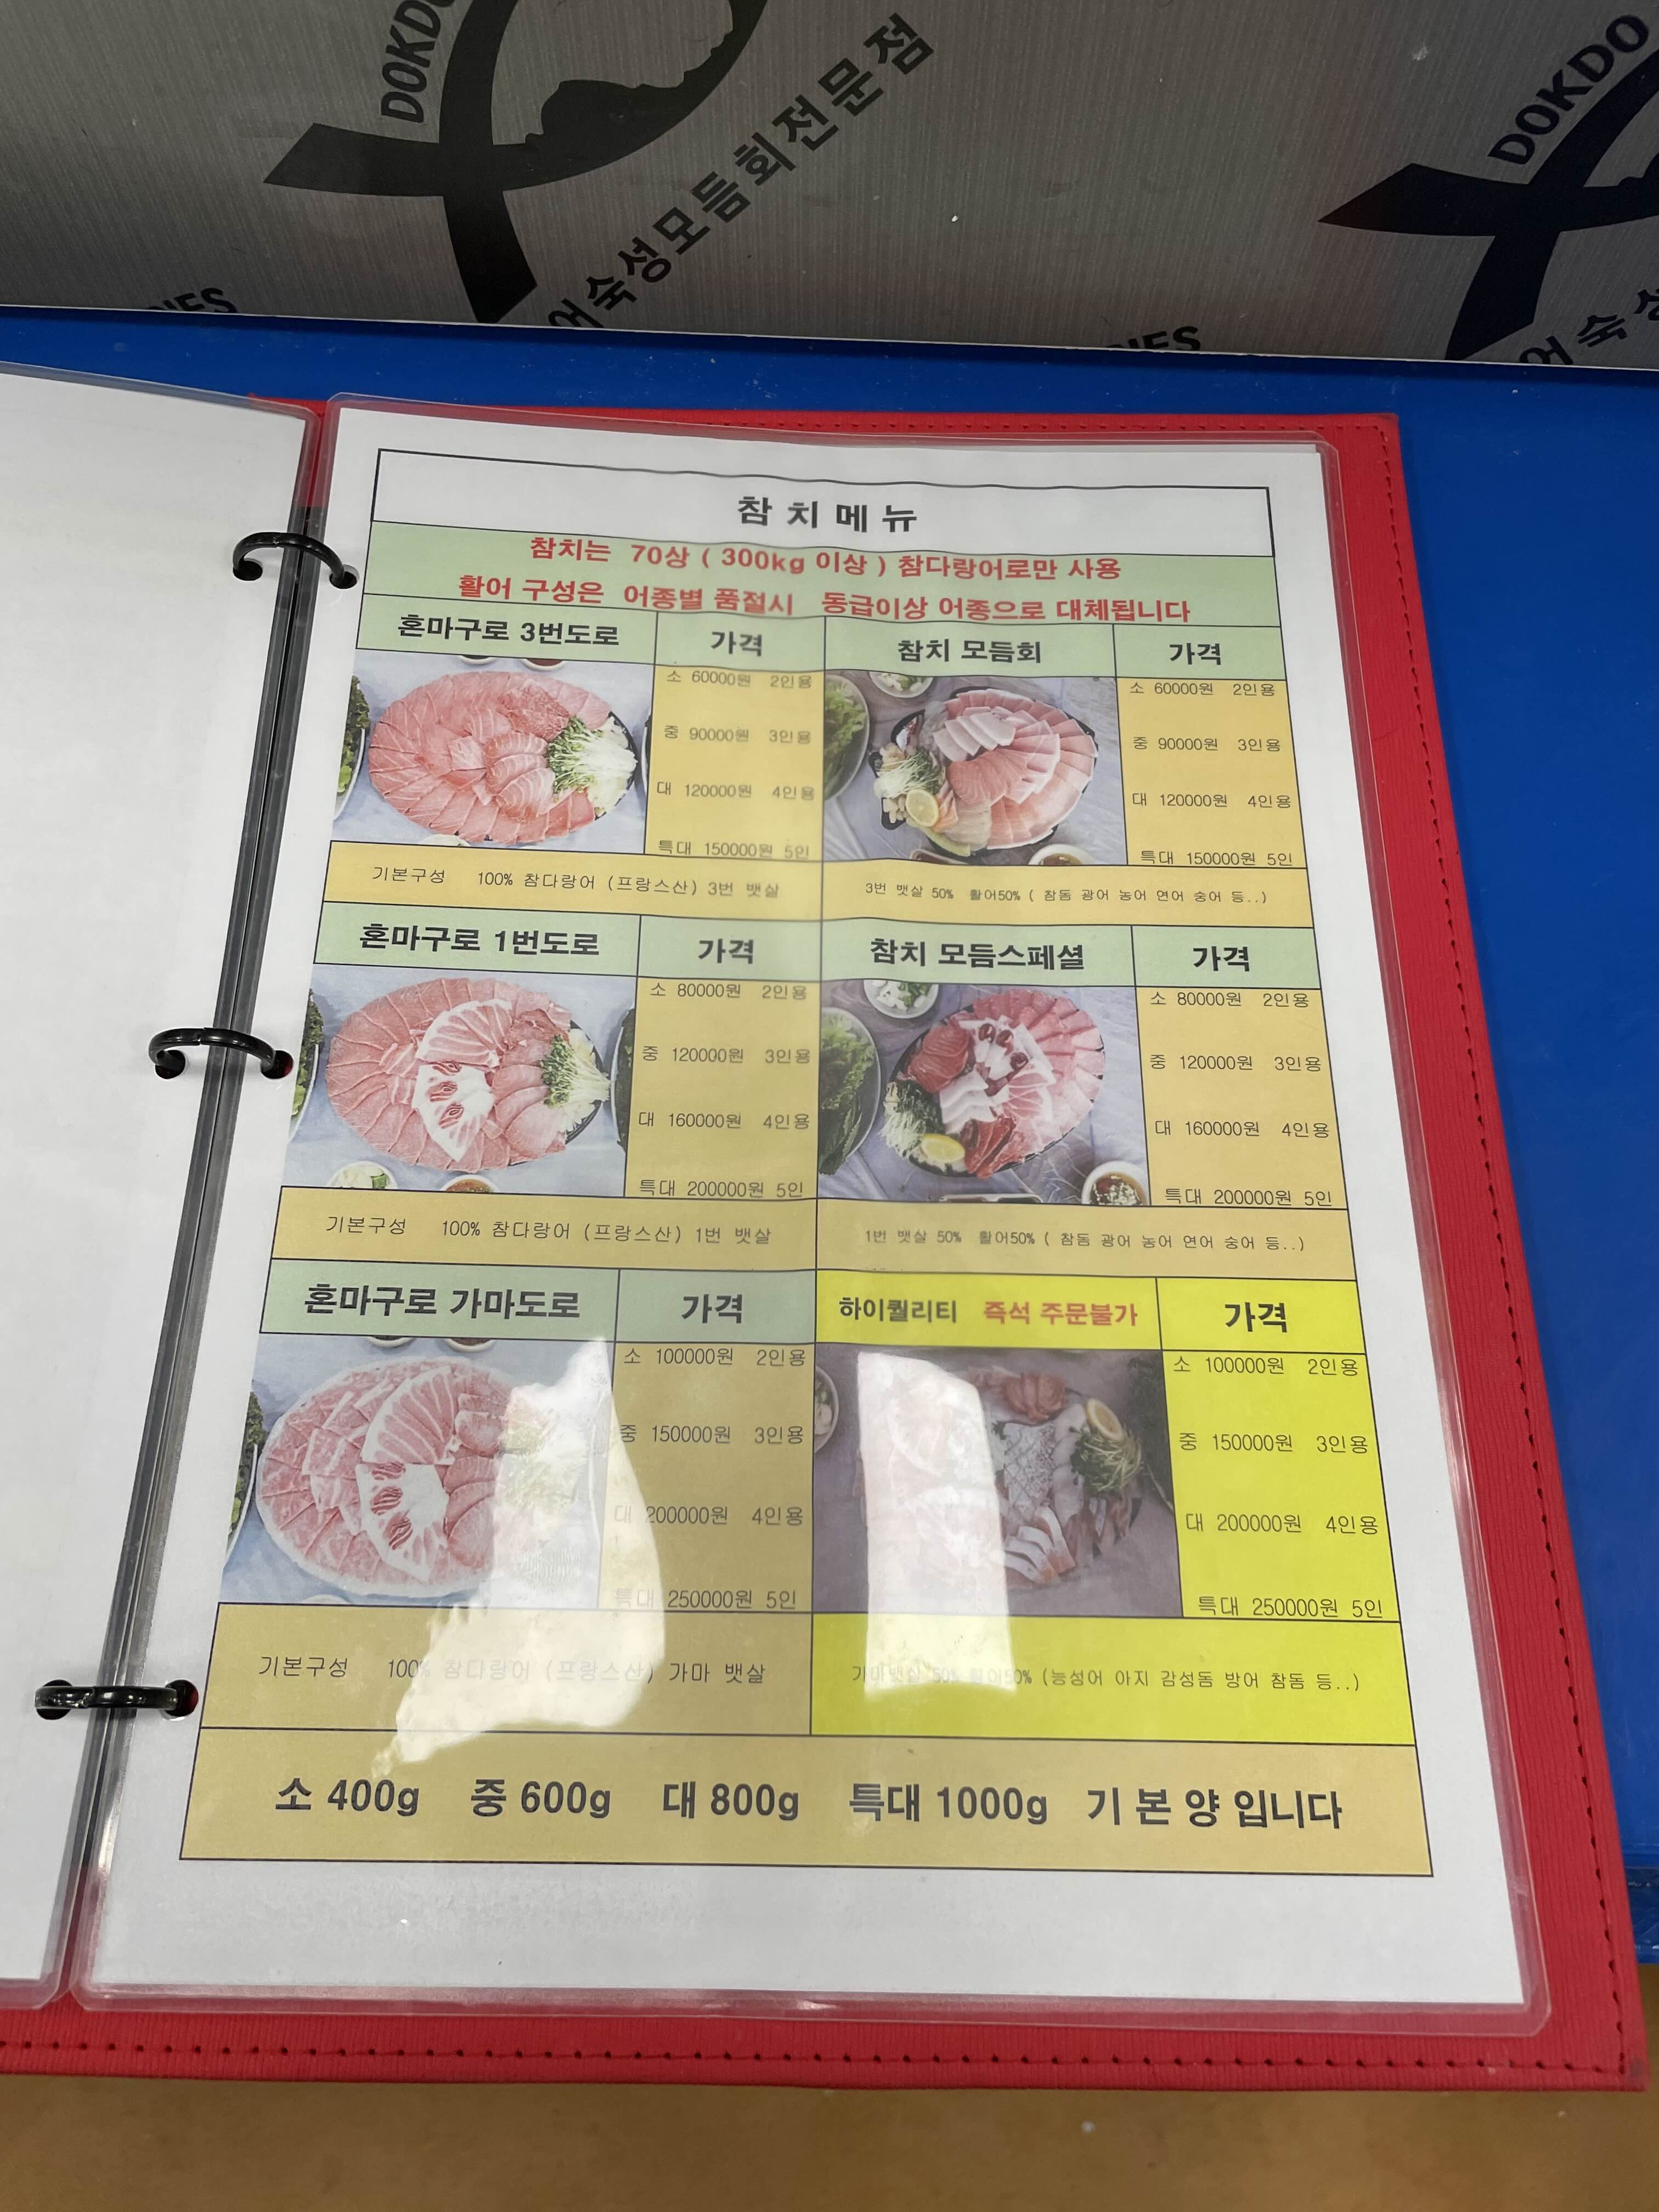 DOKDO
어숙성모듬회전문점
DOKDO
어숙성
참치메뉴
참치는 70상 ( 300kg 이상 ) 참다랑어로만 사용
활어 구성은 어종별 품절시 동급이상 어종으로 대체됩니다
혼마구로 3번도로 가격 참치 모듬회 가격
소 60000원 2인용 소 60000원 2인용
중 90000원 3인용 중 90000원 3인용
대 120000원 4인용 대 120000원 4인용
특대 150000원 5인 특대 150000원 5인
기본구성 100% 참다랑어 (프랑스산) 3번 뱃살 3번 뱃살 50% 활어50% ( 참돔 광어 농어 연어 숭어 등..)
혼마구로 1번도로 가격 참치 모듬스페셜 가격
소 80000원 2인용 소 80000원 2인용
중 120000원 3인용 중 120000원 3인용
대 160000원 4인용 대 160000원 4인용
특대 200000원 5인 특대 200000원 5인
기본구성 100% 참다랑어 (프랑스산) 1번 뱃살 1번 뱃살 50% 활어50% ( 참돔 광어 농어 연어 숭어 등..)
혼마구로 가마도로 가격 하이퀄리티 즉석 주문불가 가격
소 100000원 2인용 소 100000원 2인용
중 150000원 3인용 중 150000원 3인용
대 200000원 4인용 대 200000원 4인용
특대 250000원 5인 특대 250000원 5인
기본구성 100% 참다랑어 (프랑스산) 가마 뱃살 가마뱃살 50% 활어50% (능성어 아지 감성돔 방어 참돔 등..)
소 400g 중 600g 대 800g 특대 1000g 기본양입니다